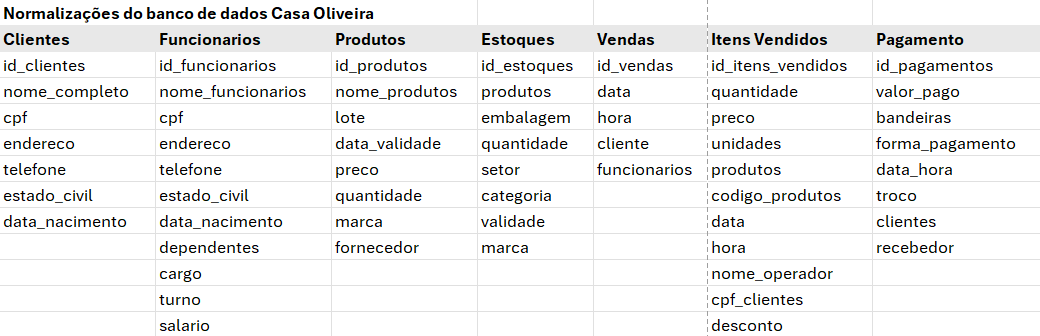 Normalizações do banco de dados Casa Oliveira
Clientes Funcionarios Produtos Estoques Vendas Itens Vendidos Pagamento
id_clientes id_funcionarios id_produtos id_estoques id_vendas id_itens_vendidos id_pagamentos
nome_completo nome_funcionarios nome_produtos produtos data quantidade valor_pago
cpf cpf lote embalagem hora preco bandeiras
endereco endereco data_validade quantidade cliente unidades forma_pagamento
telefone telefone preco setor funcionarios produtos data_hora
estado_civil estado_civil quantidade categoria codigo_produtos troco
data_nacimento data_nacimento marca validade data clientes
dependentes fornecedor marca hora recebedor
cargo nome_operador
turno cpf_clientes
salario desconto